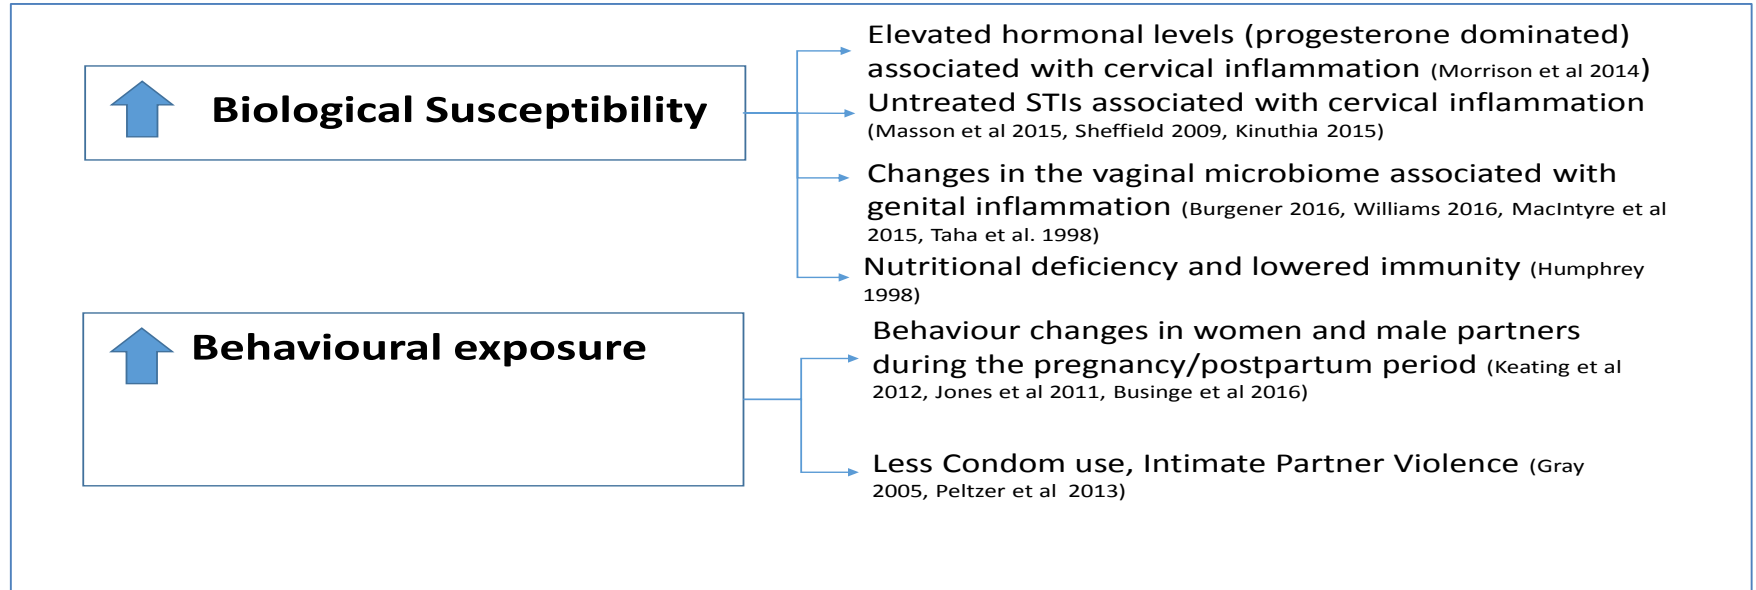 Elevated hormonal levels (progesterone dominated)
associated with cervical inflammation (Morrison et al 2014)
Biological Susceptibility
Untreated STIs associated with cervical inflammation
(Masson et al 2015, Sheffield 2009, Kinuthia 2015)
Changes in the vaginal microbiome associated with
genital inflammation (Burgener 2016, Williams 2016, MacIntyre et al
2015, Taha et al. 1998)
Nutritional deficiency and lowered immunity (Humphrey
1998)
Behavioural exposure
Behaviour changes in women and male partners
during the pregnancy/postpartum period (Keating et al
2012, Jones et al 2011, Businge et al 2016)
Less Condom use, Intimate Partner Violence (Gray
2005, Peltzer et al 2013)